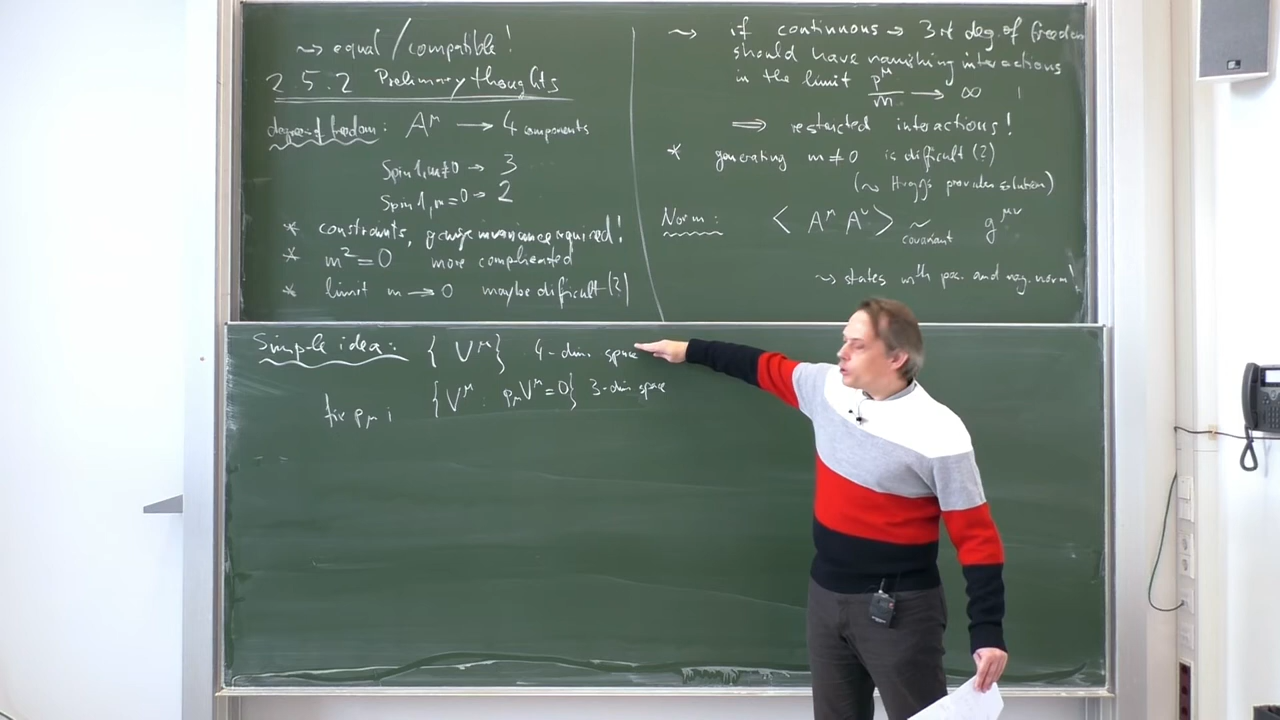 ~> equal / compatible!
2.5.2 Preliminary thoughts
degree of freedom: A^μ → 4 components
Spin 1, m≠0 → 3
Spin 1, m=0 → 2
* constraints, gauge invariance required!
* m²=0 more complicated
* limit m → 0 maybe difficult (?)
~> if continuous → 3rd deg. of freedom
should have vanishing interactions
in the limit p^μ/m → ∞
⇒ restricted interactions!
* generating m≠0 is difficult (?)
(~> Higgs provides solution)
Norm: ⟨ A^μ A^ν ⟩ ~ covariant g^μν
~> states with pos. and neg. norm!
Simple idea: { V^μ } 4-dim. space
fix p_μ : { V^μ : p_μ V^μ = 0 } 3-dim space